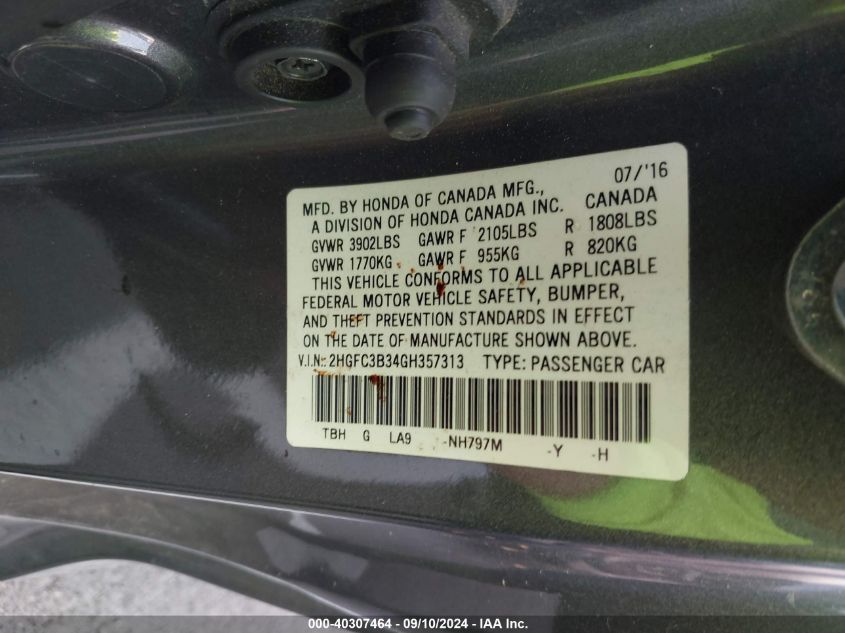 07/'16
MFD. BY HONDA OF CANADA MFG.,
A DIVISION OF HONDA CANADA INC. CANADA
GVWR 3902LBS GAWR F 2105LBS R 1808LBS
GVWR 1770KG GAWR F 955KG R 820KG
THIS VEHICLE CONFORMS TO ALL APPLICABLE
FEDERAL MOTOR VEHICLE SAFETY, BUMPER,
AND THEFT PREVENTION STANDARDS IN EFFECT
ON THE DATE OF MANUFACTURE SHOWN ABOVE.
V.I.N: 2HGFC3B34GH357313 TYPE: PASSENGER CAR
TBH G LA9 -NH797M -Y -H
000-40307464 - 09/10/2024 - IAA Inc.